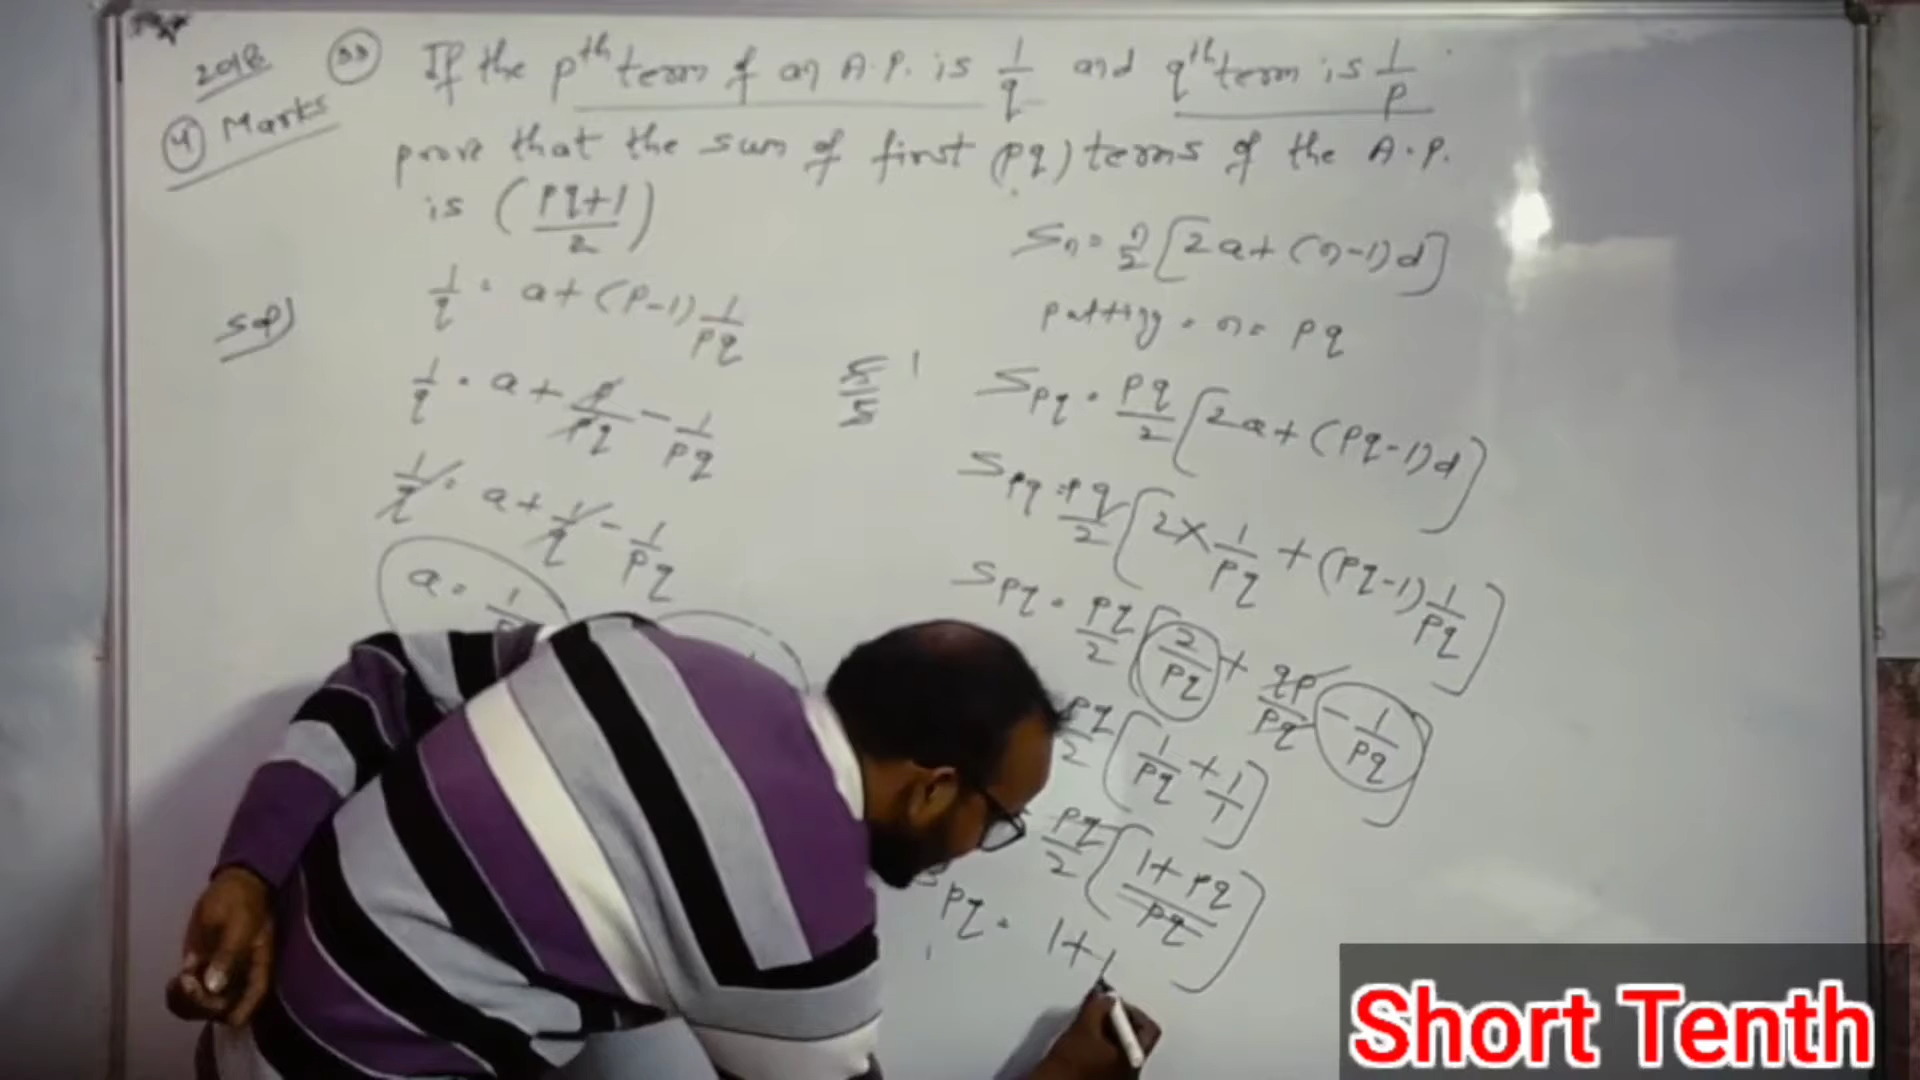 2018
(4) Marks
(33) If the pth term of an A.P. is 1/q and qth term is 1/p
prove that the sum of first (pq) terms of the A.P.
is (pq+1/2)
Sol)
1/q = a + (p-1) 1/pq
1/q = a + p/pq - 1/pq
1/q = a + 1/q - 1/pq
a =
5/5 1
Sn = n/2 [2a + (n-1)d]
putting = n = pq
Spq = pq/2 [2a + (pq-1)d]
Spq = pq/2 [2 × 1/pq + (pq-1) 1/pq]
Spq = pq/2 [2/pq + qp/pq - 1/pq]
pq/2 [1/pq + 1/1]
= pq/2 [1+pq/pq]
Spq = 1+
Short Tenth